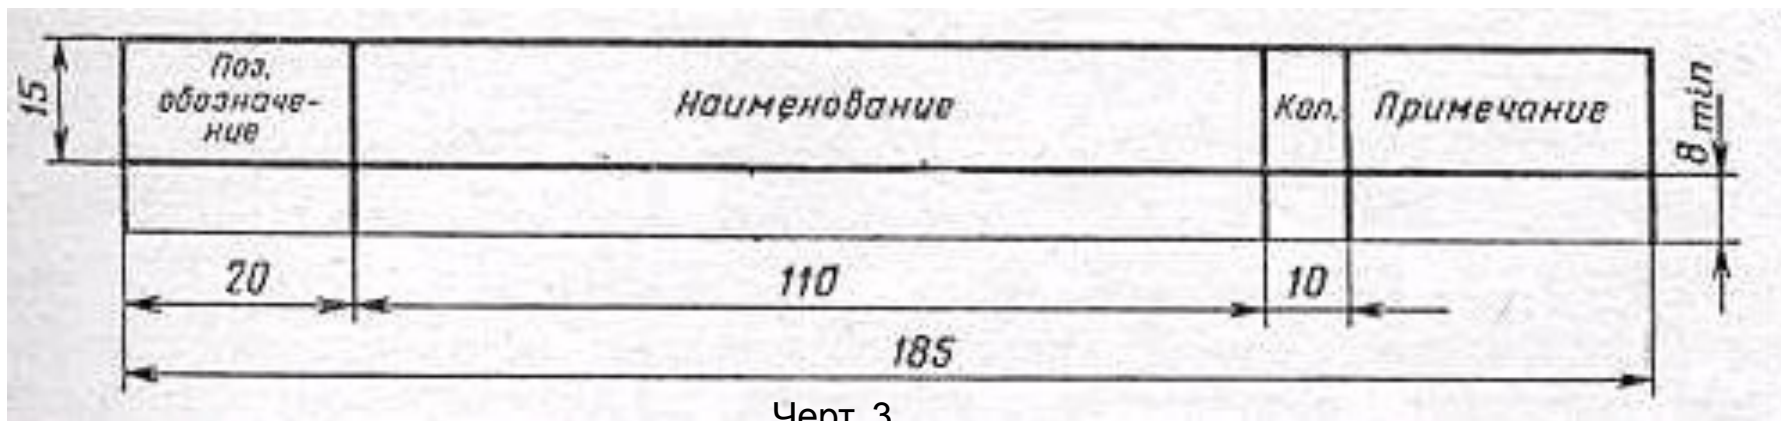 Поз.
обозначе-
ние
Наименование
Кол.
Примечание
15
8 min
20
110
10
185
Черт. 3